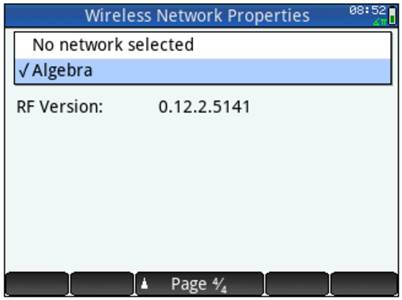 Wireless Network Properties 08:52
No network selected
√ Algebra
RF Version: 0.12.2.5141
Page 4/4